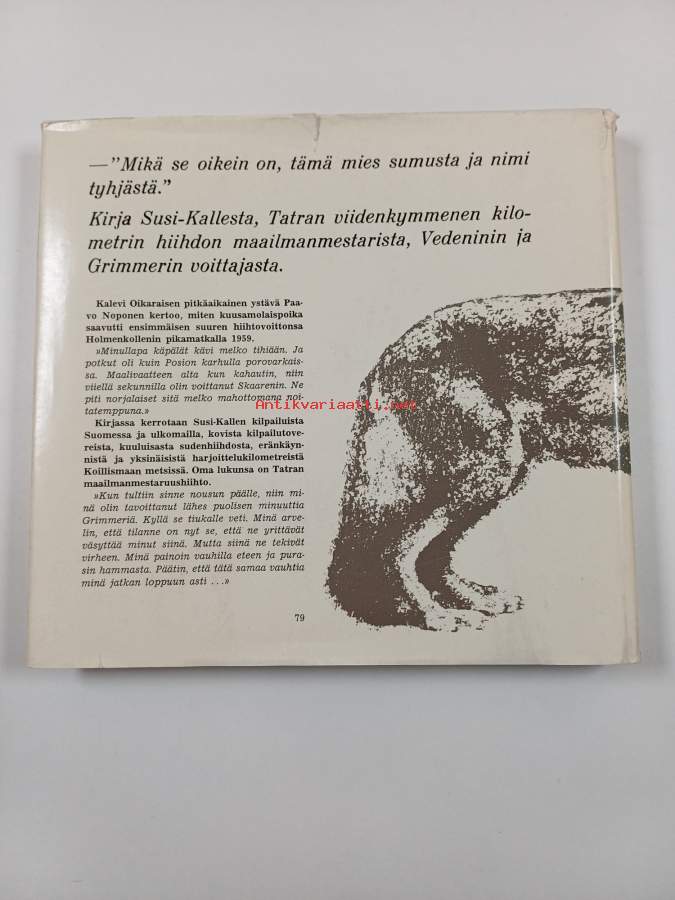 —"Mikä se oikein on, tämä mies sumusta ja nimi
tyhjästä."
Kirja Susi-Kallesta, Tatran viidenkymmenen kilo-
metrin hiihdon maailmanmestarista, Vedeninin ja
Grimmerin voittajasta.
Kalevi Oikaraisen pitkäaikainen ystävä Paa-
vo Noponen kertoo, miten kuusamolaispoika
saavutti ensimmäisen suuren hiihtovoittonsa
Holmenkollenin pikamatkalla 1959.
»Minullapa käpälät kävi melko tihiään. Ja
potkut oli kuin Posion karhulla porovarkais-
sa. Maalivaatteen alta kun kahautin, niin
viiellä sekunnilla olin voittanut Skaarenin. Ne
piti norjalaiset sitä melko mahottomana noi-
tatemppuna.»
Antikvariaatti.net
Kirjassa kerrotaan Susi-Kallen kilpailuista
Suomessa ja ulkomailla, kovista kilpailutove-
reista, kuuluisasta sudenhiihdosta, eränkäyn-
nistä ja yksinäisistä harjoittelukilometreistä
Koillismaan metsissä. Oma lukunsa on Tatran
maailmanmestaruushiihto.
»Kun tultiin sinne nousun päälle, niin mi-
nä olin tavoittanut lähes puolisen minuuttia
Grimmeriä. Kyllä se tiukalle veti. Minä arve-
lin, että tilanne on nyt se, että ne yrittävät
väsyttää minut siinä. Mutta siinä ne tekivät
virheen. Minä painoin vauhilla eteen ja pura-
sin hammasta. Päätin, että tätä samaa vauhtia
minä jatkan loppuun asti ...»
79